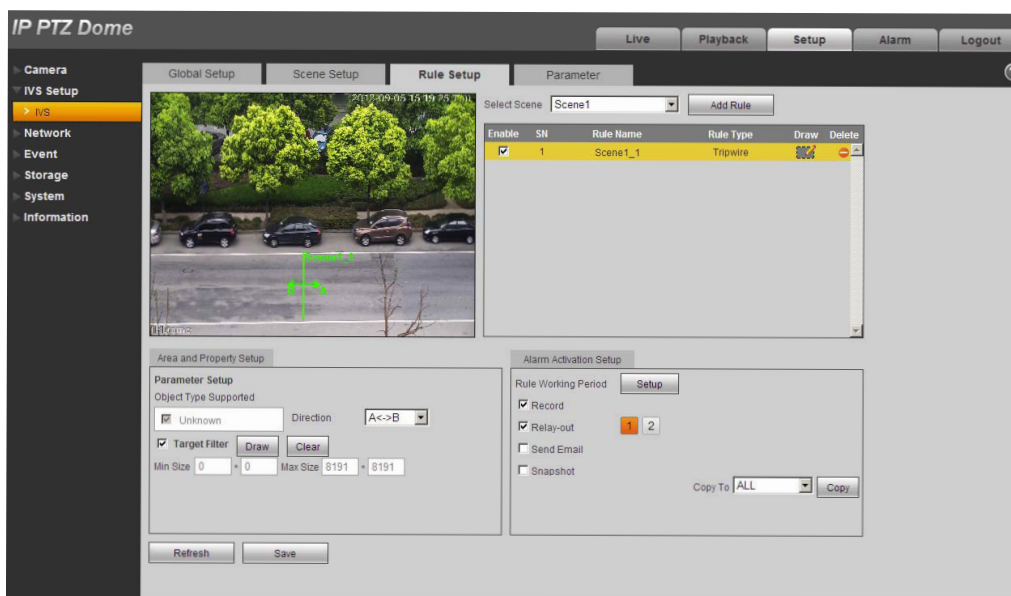 IP PTZ Dome
Live Playback Setup Alarm Logout
Camera
IVS Setup
> IVS
Network
Event
Storage
System
Information
Global Setup Scene Setup Rule Setup Parameter
Select Scene Scene1 Add Rule
Enable SN Rule Name Rule Type Draw Delete
1 Scene1_1 Tripwire
Area and Property Setup
Parameter Setup
Object Type Supported
Unknown Direction A<->B
Target Filter Draw Clear
Min Size 0 * 0 Max Size 8191 * 8191
Alarm Activation Setup
Rule Working Period Setup
Record
Relay-out 1 2
Send Email
Snapshot
Copy To ALL Copy
Refresh Save